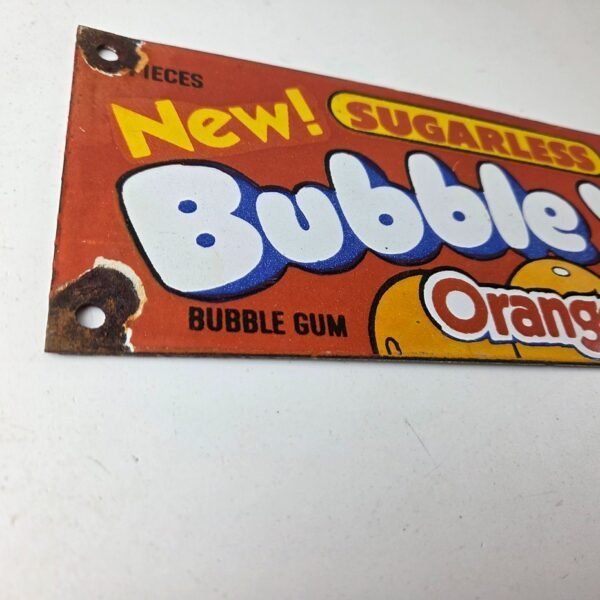 PIECES
New! SUGARLESS
Bubble
Orang
BUBBLE GUM